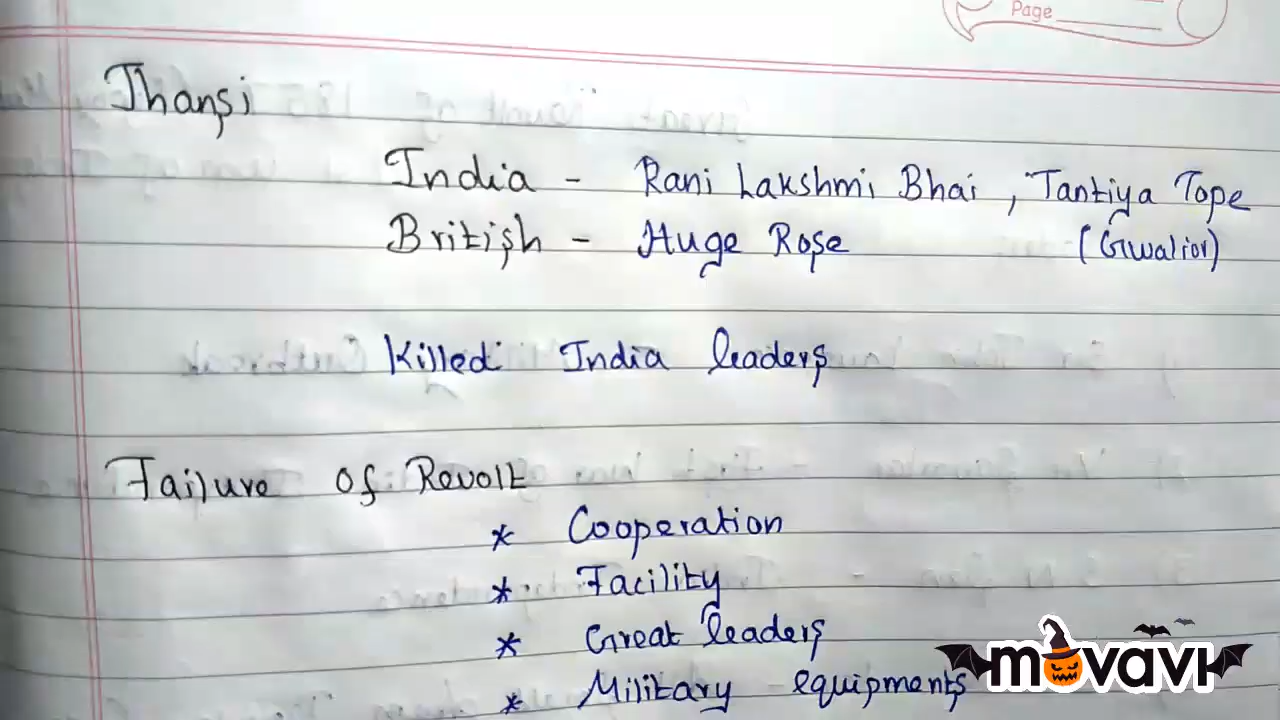 Page
Jhansi
India - Rani Lakshmi Bhai , Tantiya Tope
British - Huge Rose (Gwalior)
Killed India leaders
Failure of Revolt
* Cooperation
* Facility
* Great leaders
* Military equipments
movavi